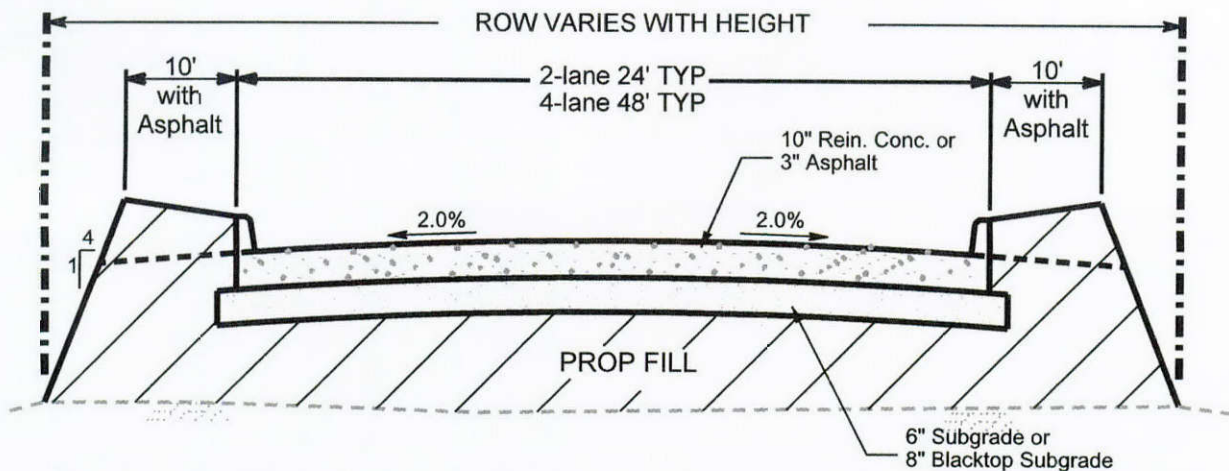 ROW VARIES WITH HEIGHT
10'
with
Asphalt
2-lane 24' TYP
4-lane 48' TYP
10'
with
Asphalt
10" Rein. Conc. or
3" Asphalt
2.0%
2.0%
4
1
PROP FILL
6" Subgrade or
8" Blacktop Subgrade